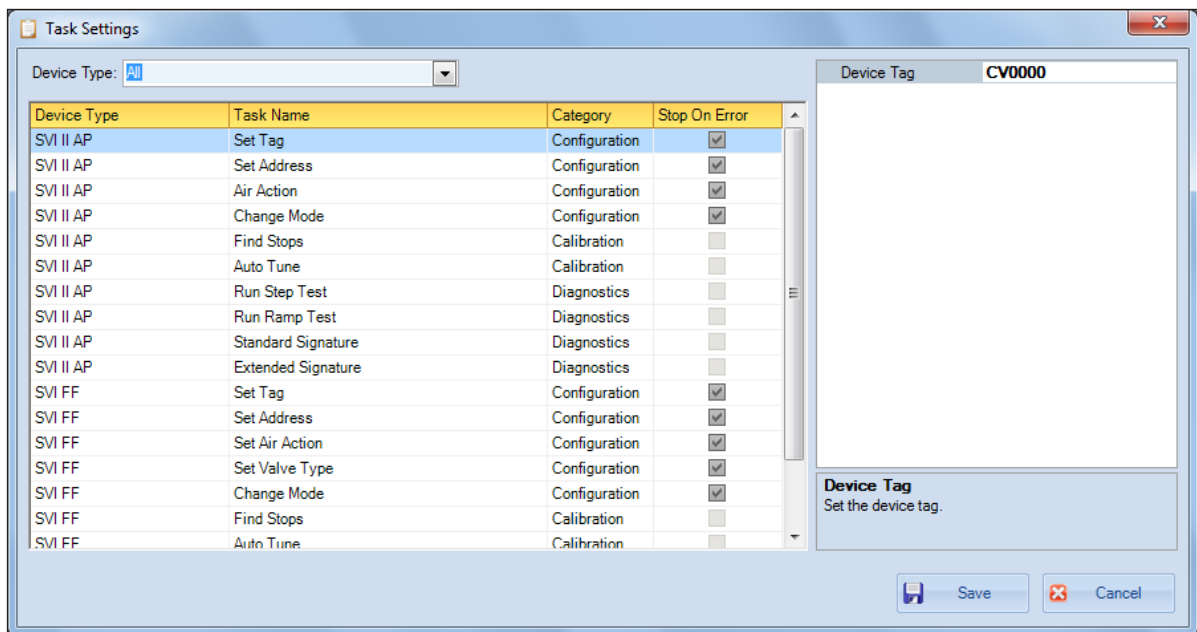 Task Settings
Device Type: All
Device Tag CV0000
Device Type Task Name Category Stop On Error
SVI II AP Set Tag Configuration
SVI II AP Set Address Configuration
SVI II AP Air Action Configuration
SVI II AP Change Mode Configuration
SVI II AP Find Stops Calibration
SVI II AP Auto Tune Calibration
SVI II AP Run Step Test Diagnostics
SVI II AP Run Ramp Test Diagnostics
SVI II AP Standard Signature Diagnostics
SVI II AP Extended Signature Diagnostics
SVI FF Set Tag Configuration
SVI FF Set Address Configuration
SVI FF Set Air Action Configuration
SVI FF Set Valve Type Configuration
SVI FF Change Mode Configuration
SVI FF Find Stops Calibration
SVI FF Auto Tune Calibration
Device Tag
Set the device tag.
Save Cancel